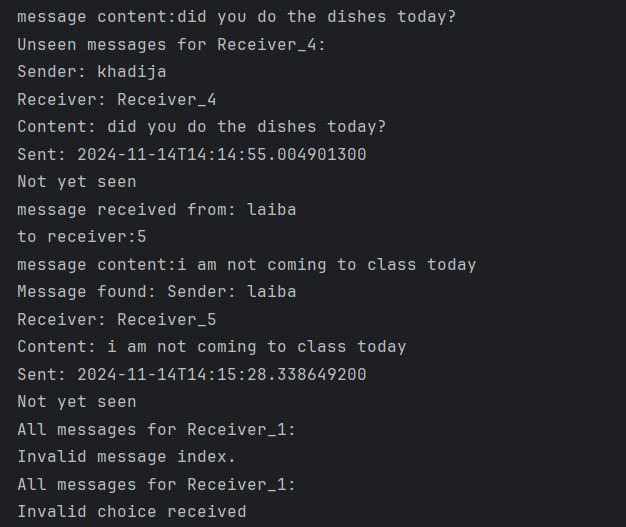 message content:did you do the dishes today?
Unseen messages for Receiver_4:
Sender: khadija
Receiver: Receiver_4
Content: did you do the dishes today?
Sent: 2024-11-14T14:14:55.004901300
Not yet seen
message received from: laiba
to receiver:5
message content:i am not coming to class today
Message found: Sender: laiba
Receiver: Receiver_5
Content: i am not coming to class today
Sent: 2024-11-14T14:15:28.338649200
Not yet seen
All messages for Receiver_1:
Invalid message index.
All messages for Receiver_1:
Invalid choice received